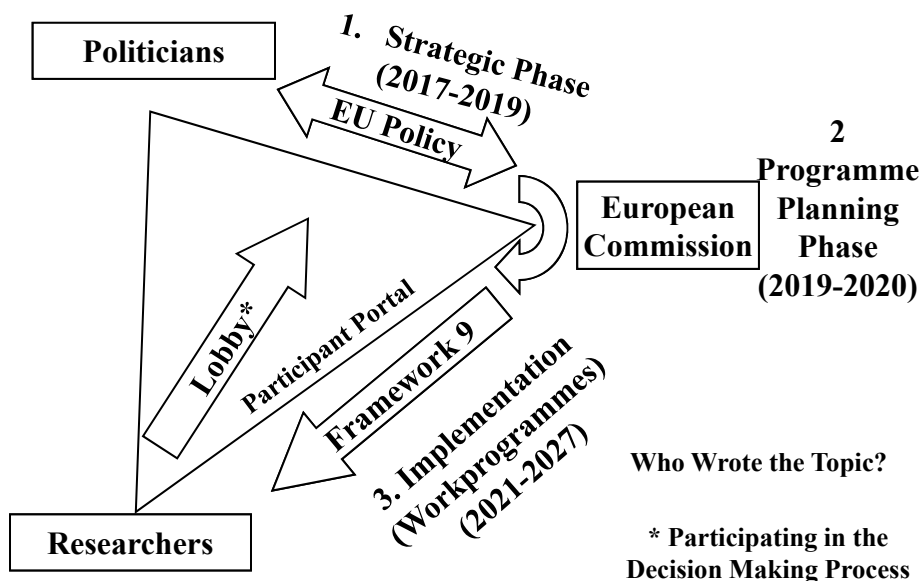 Politicians
1. Strategic Phase
(2017-2019)
EU Policy
2
Programme
Planning
Phase
(2019-2020)
European
Commission
Lobby*
Participant Portal
Framework 9
3. Implementation
(Workprogrammes)
(2021-2027)
Who Wrote the Topic?
Researchers
* Participating in the
Decision Making Process